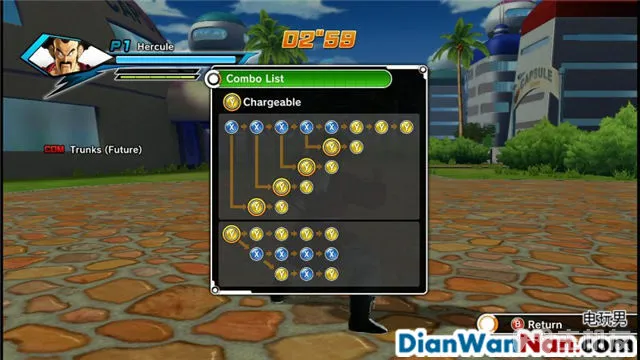 P1 Hercule
02"59
CAPSULE
Combo List
Y Chargeable
X X X X X Y Y Y
Y Y
Y Y
Y Y
Y Y
COM Trunks (Future)
Y Y Y Y Y
X X X X
Y X Y
B Return
电玩男
DianWanNan.com